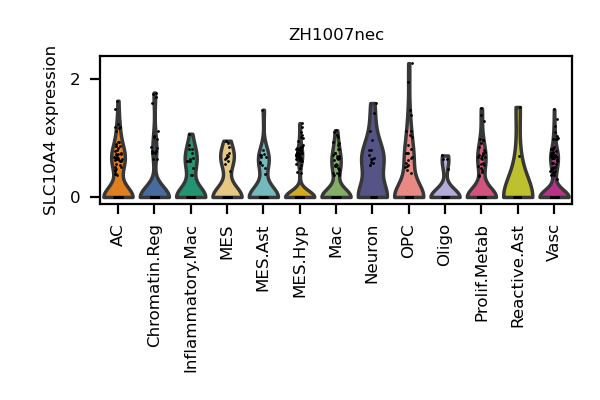 ZH1007nec
SLC10A4 expression
2
0
AC
Chromatin.Reg
Inflammatory.Mac
MES
MES.Ast
MES.Hyp
Mac
Neuron
OPC
Oligo
Prolif.Metab
Reactive.Ast
Vasc